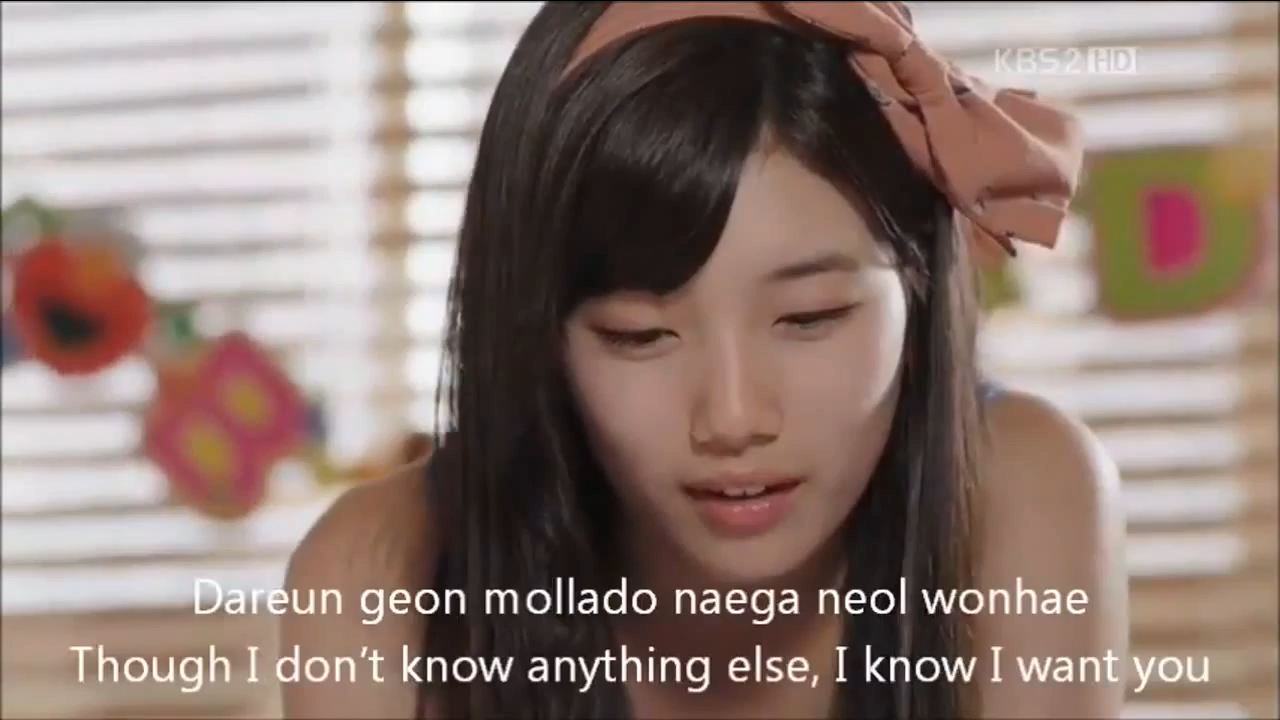 KBS2 HD
B
D
Dareun geon mollado naega neol wonhae
Though I don't know anything else, I know I want you